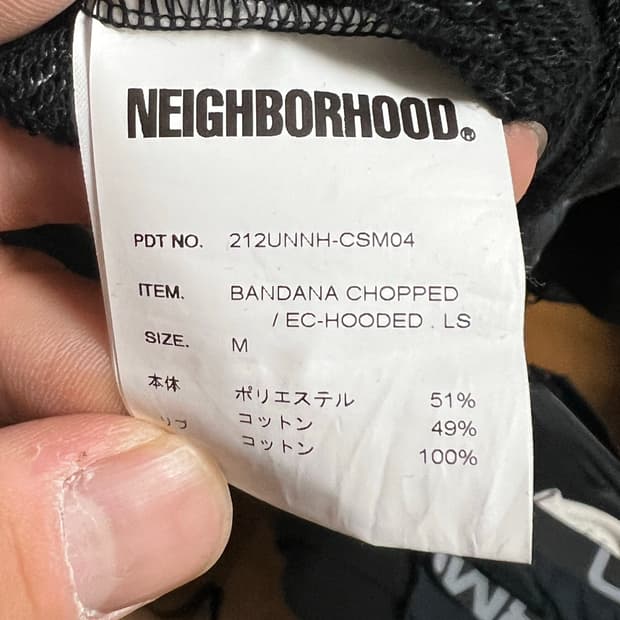 NEIGHBORHOOD®
PDT NO. 212UNNH-CSM04
ITEM. BANDANA CHOPPED
/ EC-HOODED . LS
SIZE. M
本体 ポリエステル 51%
コットン 49%
コットン 100%